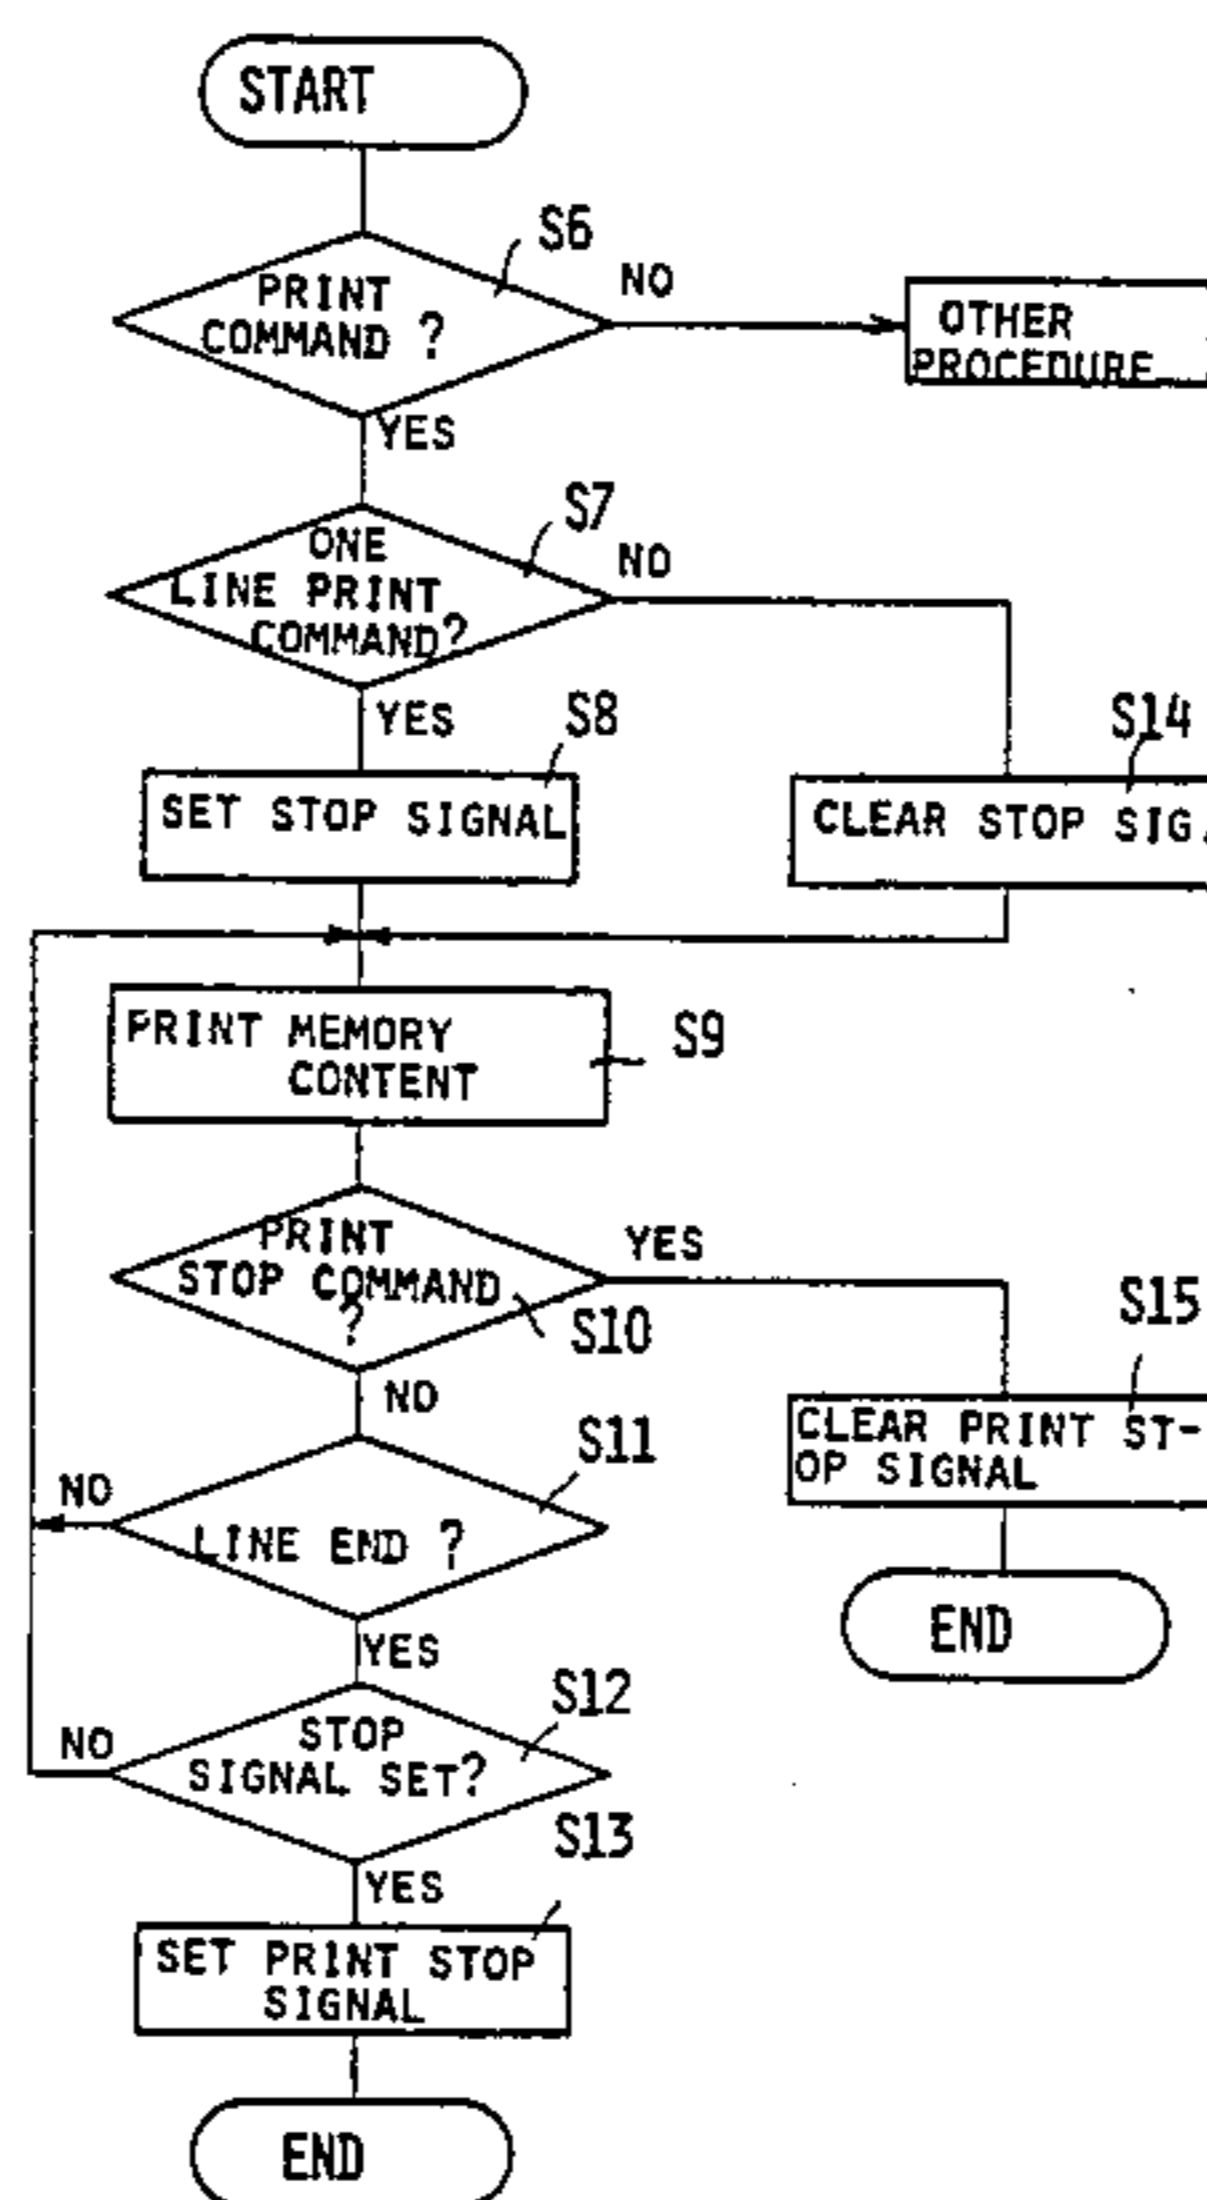 START
S6
PRINT
COMMAND ?
NO
OTHER
PROCEDURE
YES
S7
ONE
LINE PRINT
COMMAND?
NO
YES
S8
SET STOP SIGNAL
S14
CLEAR STOP SIG.
PRINT MEMORY
CONTENT
S9
PRINT
STOP COMMAND
?
YES
S10
NO
S15
CLEAR PRINT ST-
OP SIGNAL
S11
LINE END ?
NO
YES
END
S12
STOP
SIGNAL SET?
NO
YES
S13
SET PRINT STOP
SIGNAL
END